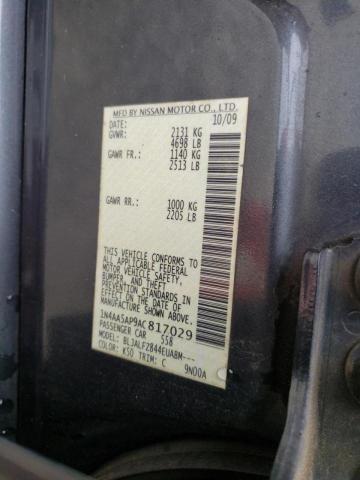 MFD BY NISSAN MOTOR CO., LTD.
DATE: 10/09
GVWR: 2131 KG
4698 LB
GAWR FR.: 1140 KG
2513 LB
GAWR RR.: 1000 KG
2205 LB
THIS VEHICLE CONFORMS TO
ALL APPLICABLE FEDERAL
MOTOR VEHICLE SAFETY,
BUMPER, AND THEFT
PREVENTION STANDARDS
IN EFFECT ON THE DATE OF
MANUFACTURE SHOWN
ABOVE.
1N4AA5AP9AC817029
PASSENGER CAR 558
MODEL: BLJALFZ844EUA8M---
COLOR: K50 TRIM: C 9N00A